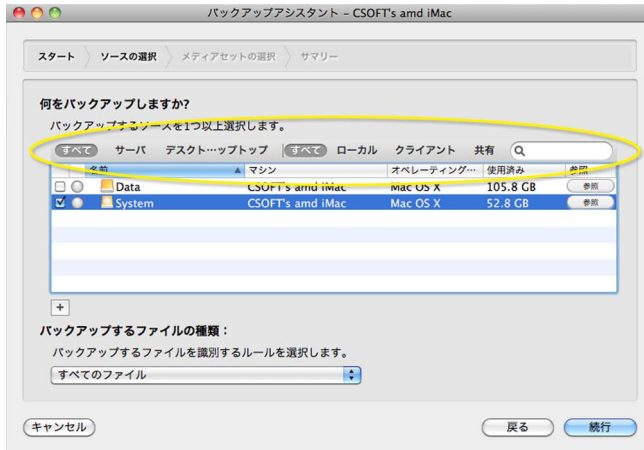 バックアップアシスタント – CSOFT's amd iMac
スタート ソースの選択 メディアセットの選択 サマリー
何をバックアップしますか?
バックアップするソースを1つ以上選択します。
すべて サーバ デスクト…ップトップ すべて ローカル クライアント 共有
名前 マシン オペレーティング… 使用済み 参照
Data CSOFT's amd iMac Mac OS X 105.8 GB 参照
System CSOFT's amd iMac Mac OS X 52.8 GB 参照
+
バックアップするファイルの種類：
バックアップするファイルを識別するルールを選択します。
すべてのファイル
キャンセル 戻る 続行